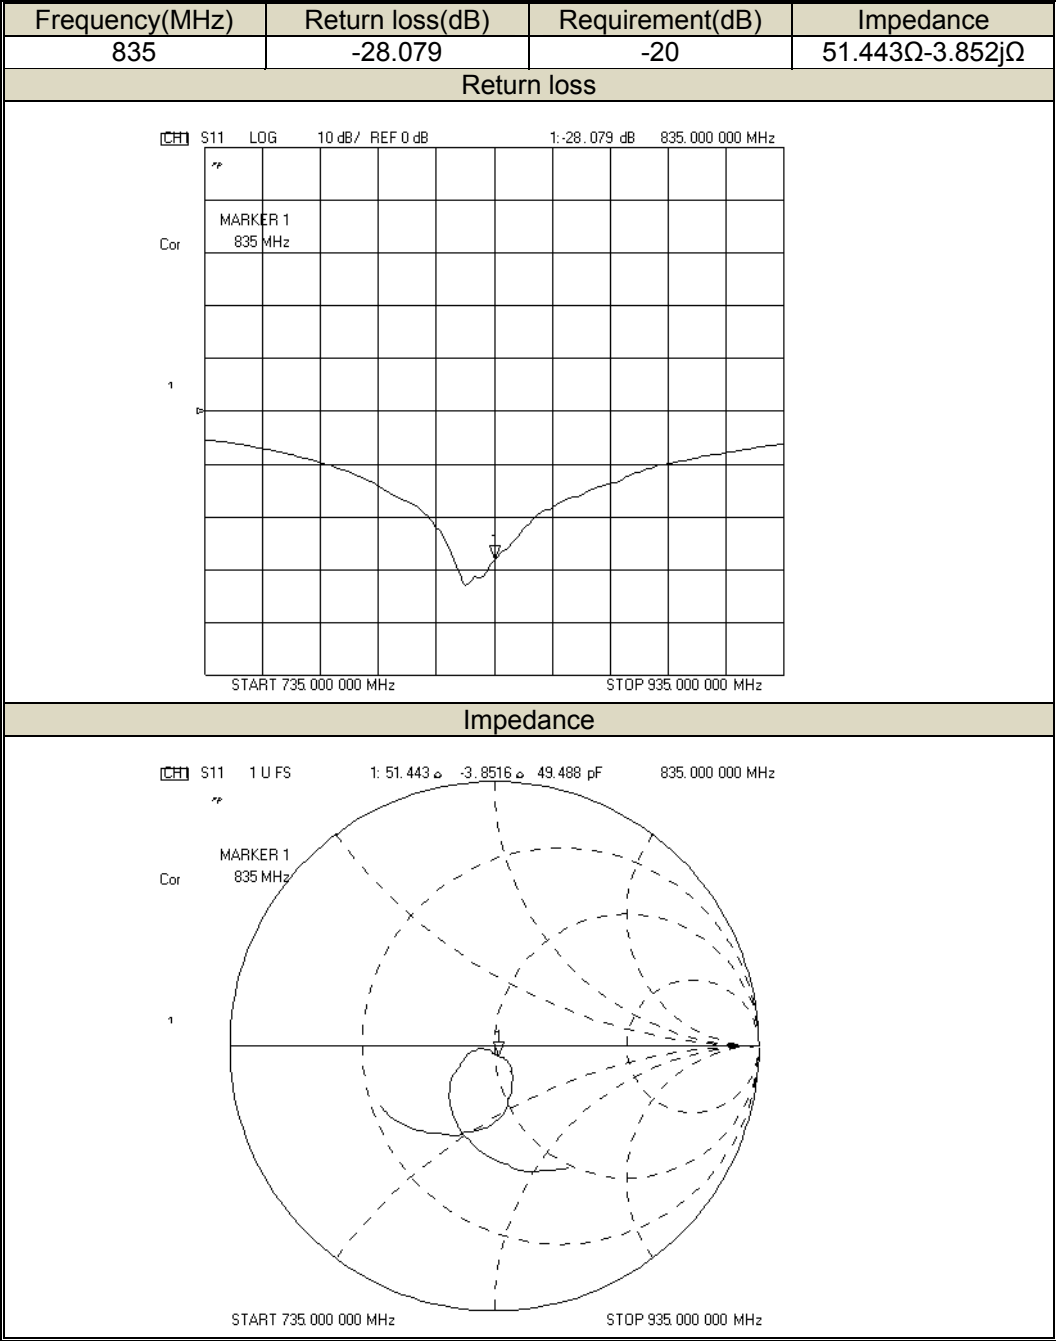 Frequency(MHz) Return loss(dB) Requirement(dB) Impedance
835 -28.079 -20 51.443Ω-3.852jΩ
Return loss
CH1 S11 LOG 10 dB/ REF 0 dB 1:-28.079 dB 835.000 000 MHz
MARKER 1
835 MHz
Cor
1
START 735.000 000 MHz STOP 935.000 000 MHz
Impedance
CH1 S11 1 U FS 1: 51.443 Ω -3.8516 Ω 49.488 pF 835.000 000 MHz
MARKER 1
835 MHz
Cor
1
START 735.000 000 MHz STOP 935.000 000 MHz